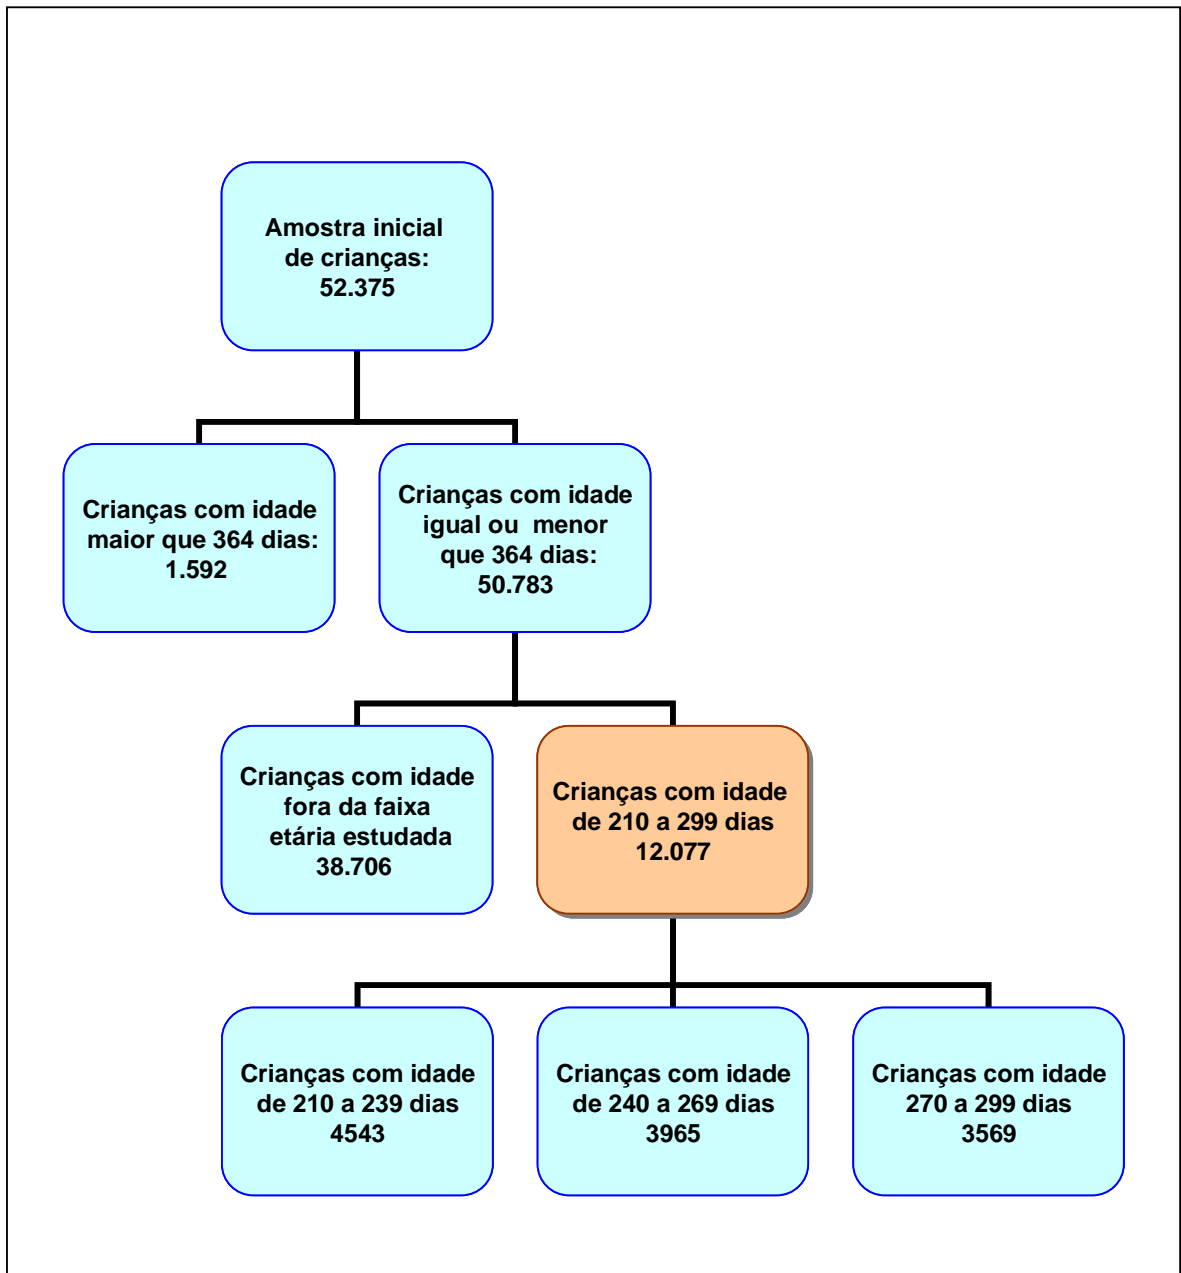 Amostra inicial
de crianças:
52.375
Crianças com idade
maior que 364 dias:
1.592
Crianças com idade
igual ou  menor
que 364 dias:
50.783
Crianças com idade
fora da faixa
etária estudada
38.706
Crianças com idade
de 210 a 299 dias
12.077
Crianças com idade
de 210 a 239 dias
4543
Crianças com idade
de 240 a 269 dias
3965
Crianças com idade
270 a 299 dias
3569